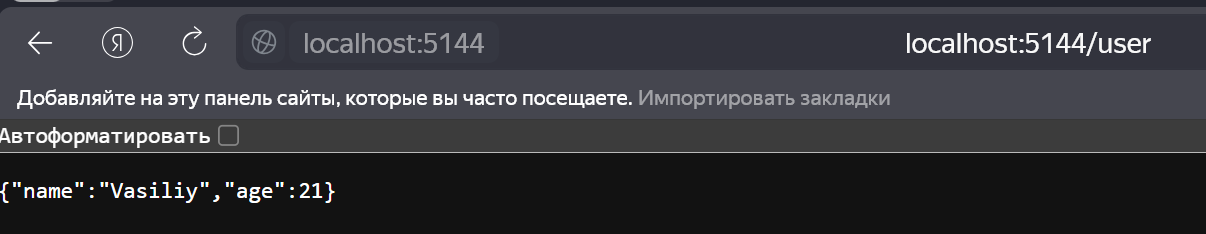 Я localhost:5144 localhost:5144/user
Добавляйте на эту панель сайты, которые вы часто посещаете. Импортировать закладки
Автоформатировать
{"name":"Vasiliy","age":21}